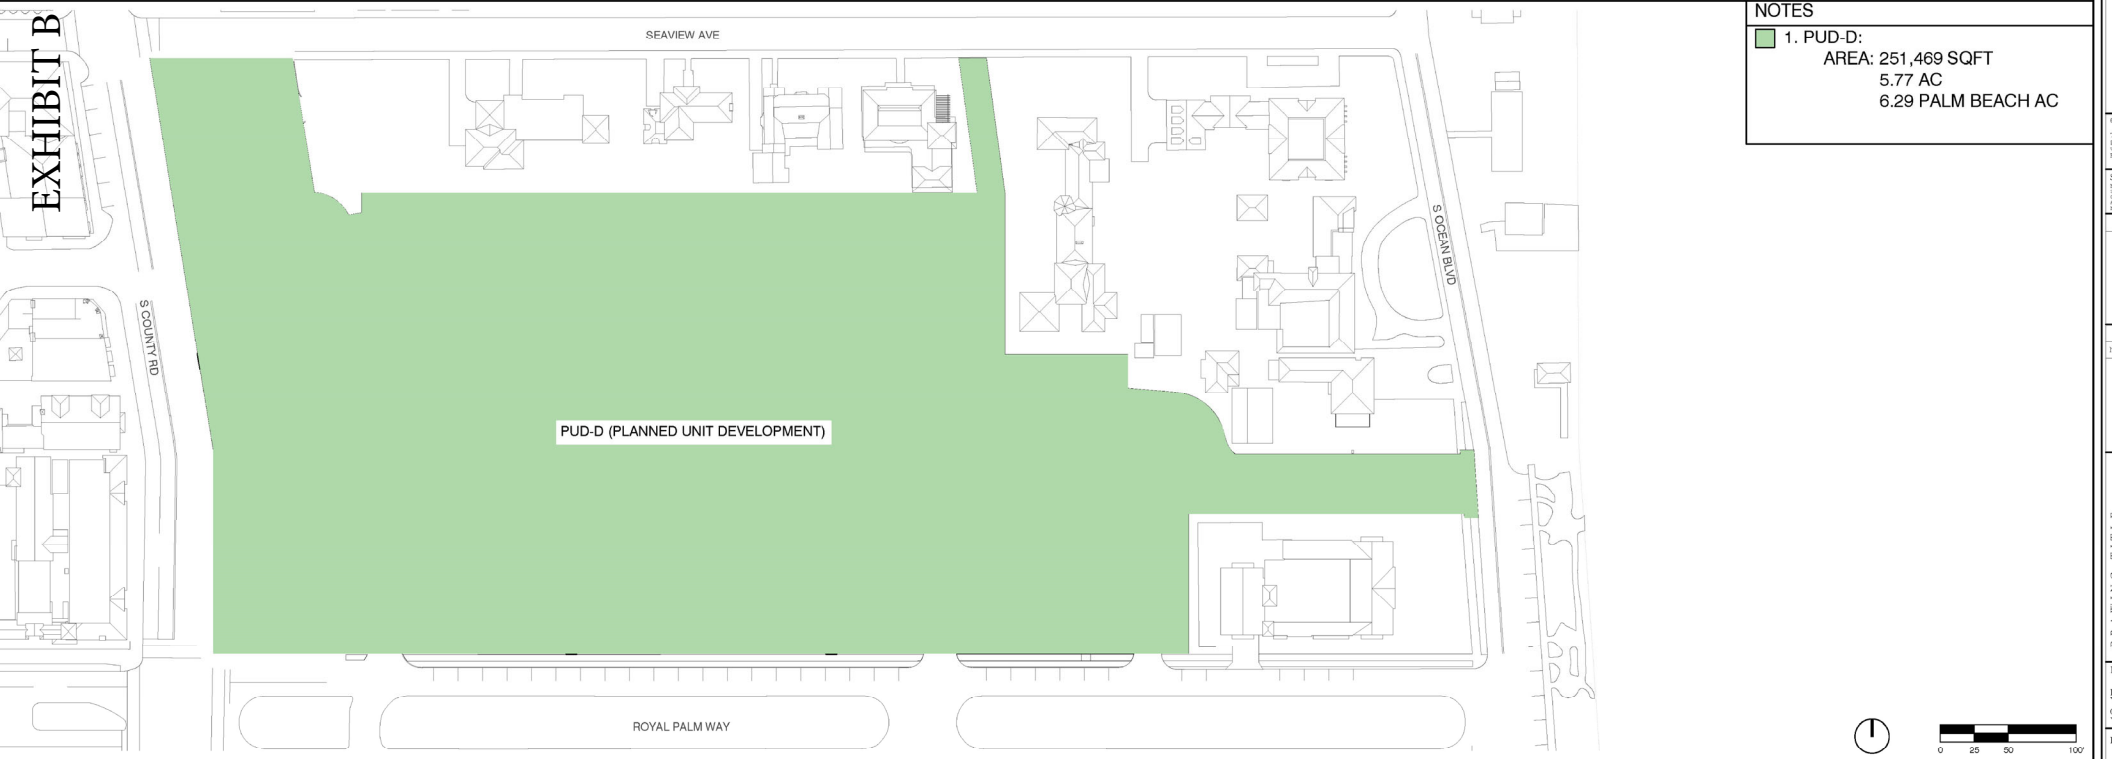 EXHIBIT B
SEAVIEW AVE
NOTES
1. PUD-D:
AREA: 251,469 SQFT
5.77 AC
6.29 PALM BEACH AC
S OCEAN BLVD
S COUNTY RD
PUD-D (PLANNED UNIT DEVELOPMENT)
ROYAL PALM WAY
0 25 50 100'